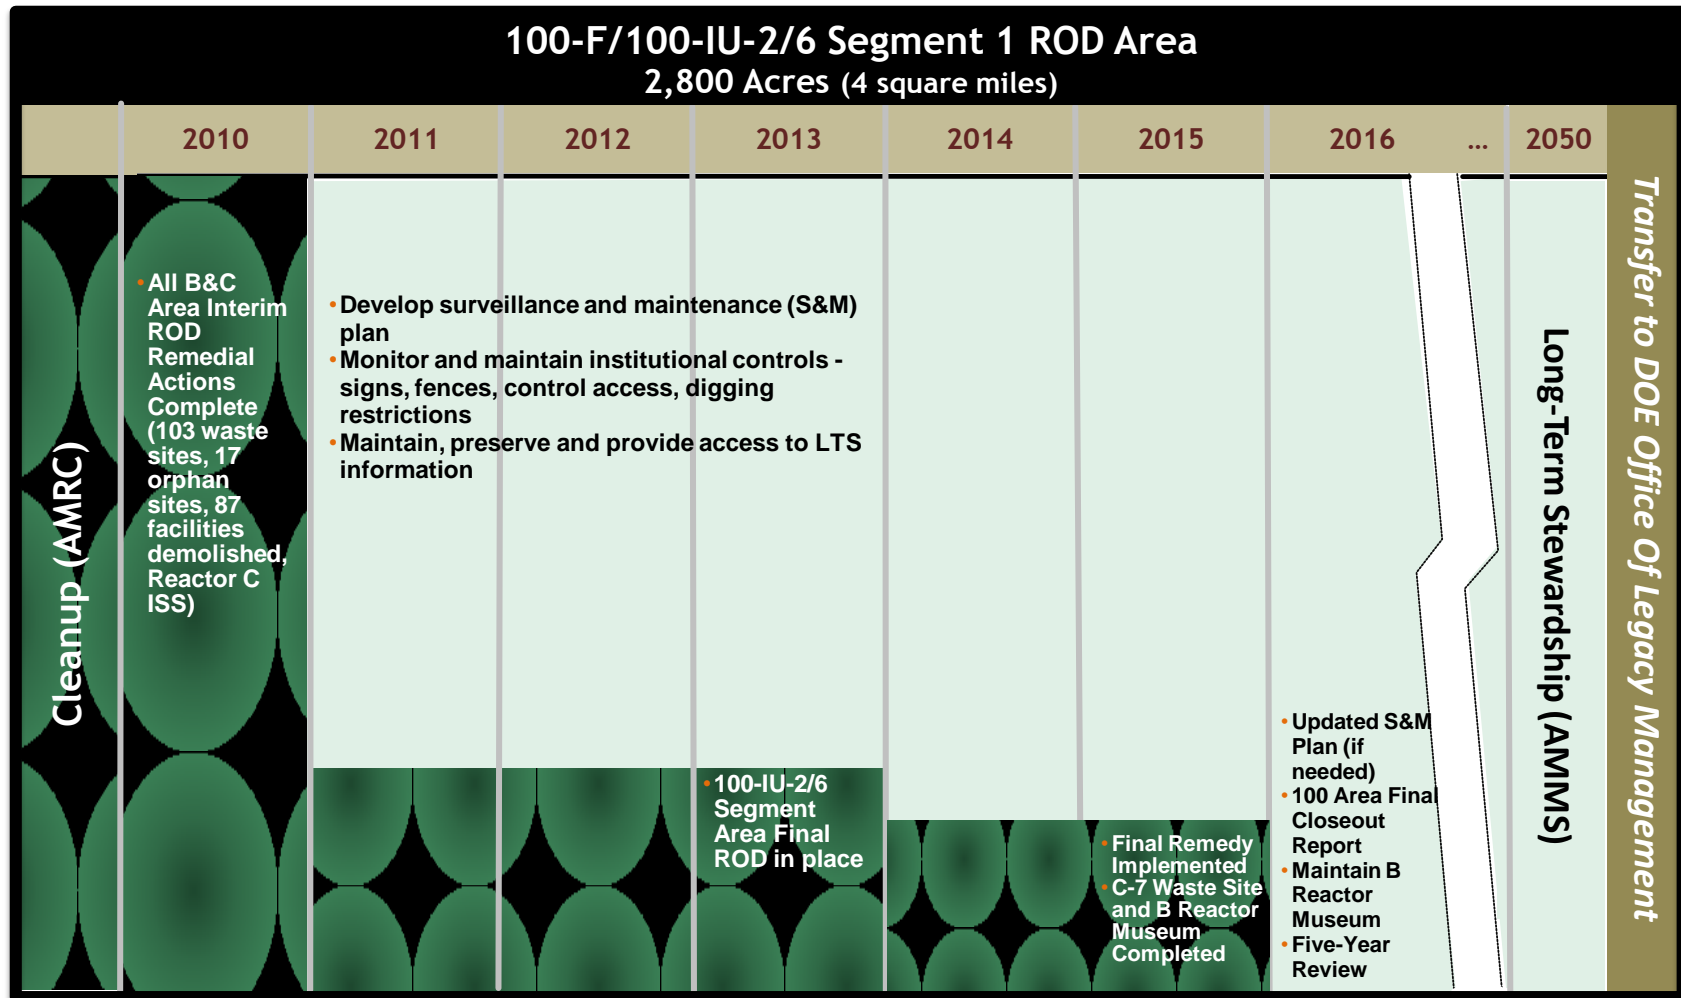 100-F/100-IU-2/6 Segment 1 ROD Area
2,800 Acres (4 square miles)
2010 2011 2012 2013 2014 2015 2016 ... 2050
Cleanup (AMRC)
•All B&C
Area Interim
ROD
Remedial
Actions
Complete
(103 waste
sites, 17
orphan
sites, 87
facilities
demolished,
Reactor C
ISS)
•Develop surveillance and maintenance (S&M)
plan
•Monitor and maintain institutional controls -
signs, fences, control access, digging
restrictions
•Maintain, preserve and provide access to LTS
information
•100-IU-2/6
Segment
Area Final
ROD in place
•Final Remedy
Implemented
•C-7 Waste Site
and B Reactor
Museum
Completed
•Updated S&M
Plan (if
needed)
•100 Area Final
Closeout
Report
•Maintain B
Reactor
Museum
•Five-Year
Review
Long-Term Stewardship (AMMS)
Transfer to DOE Office Of Legacy Management